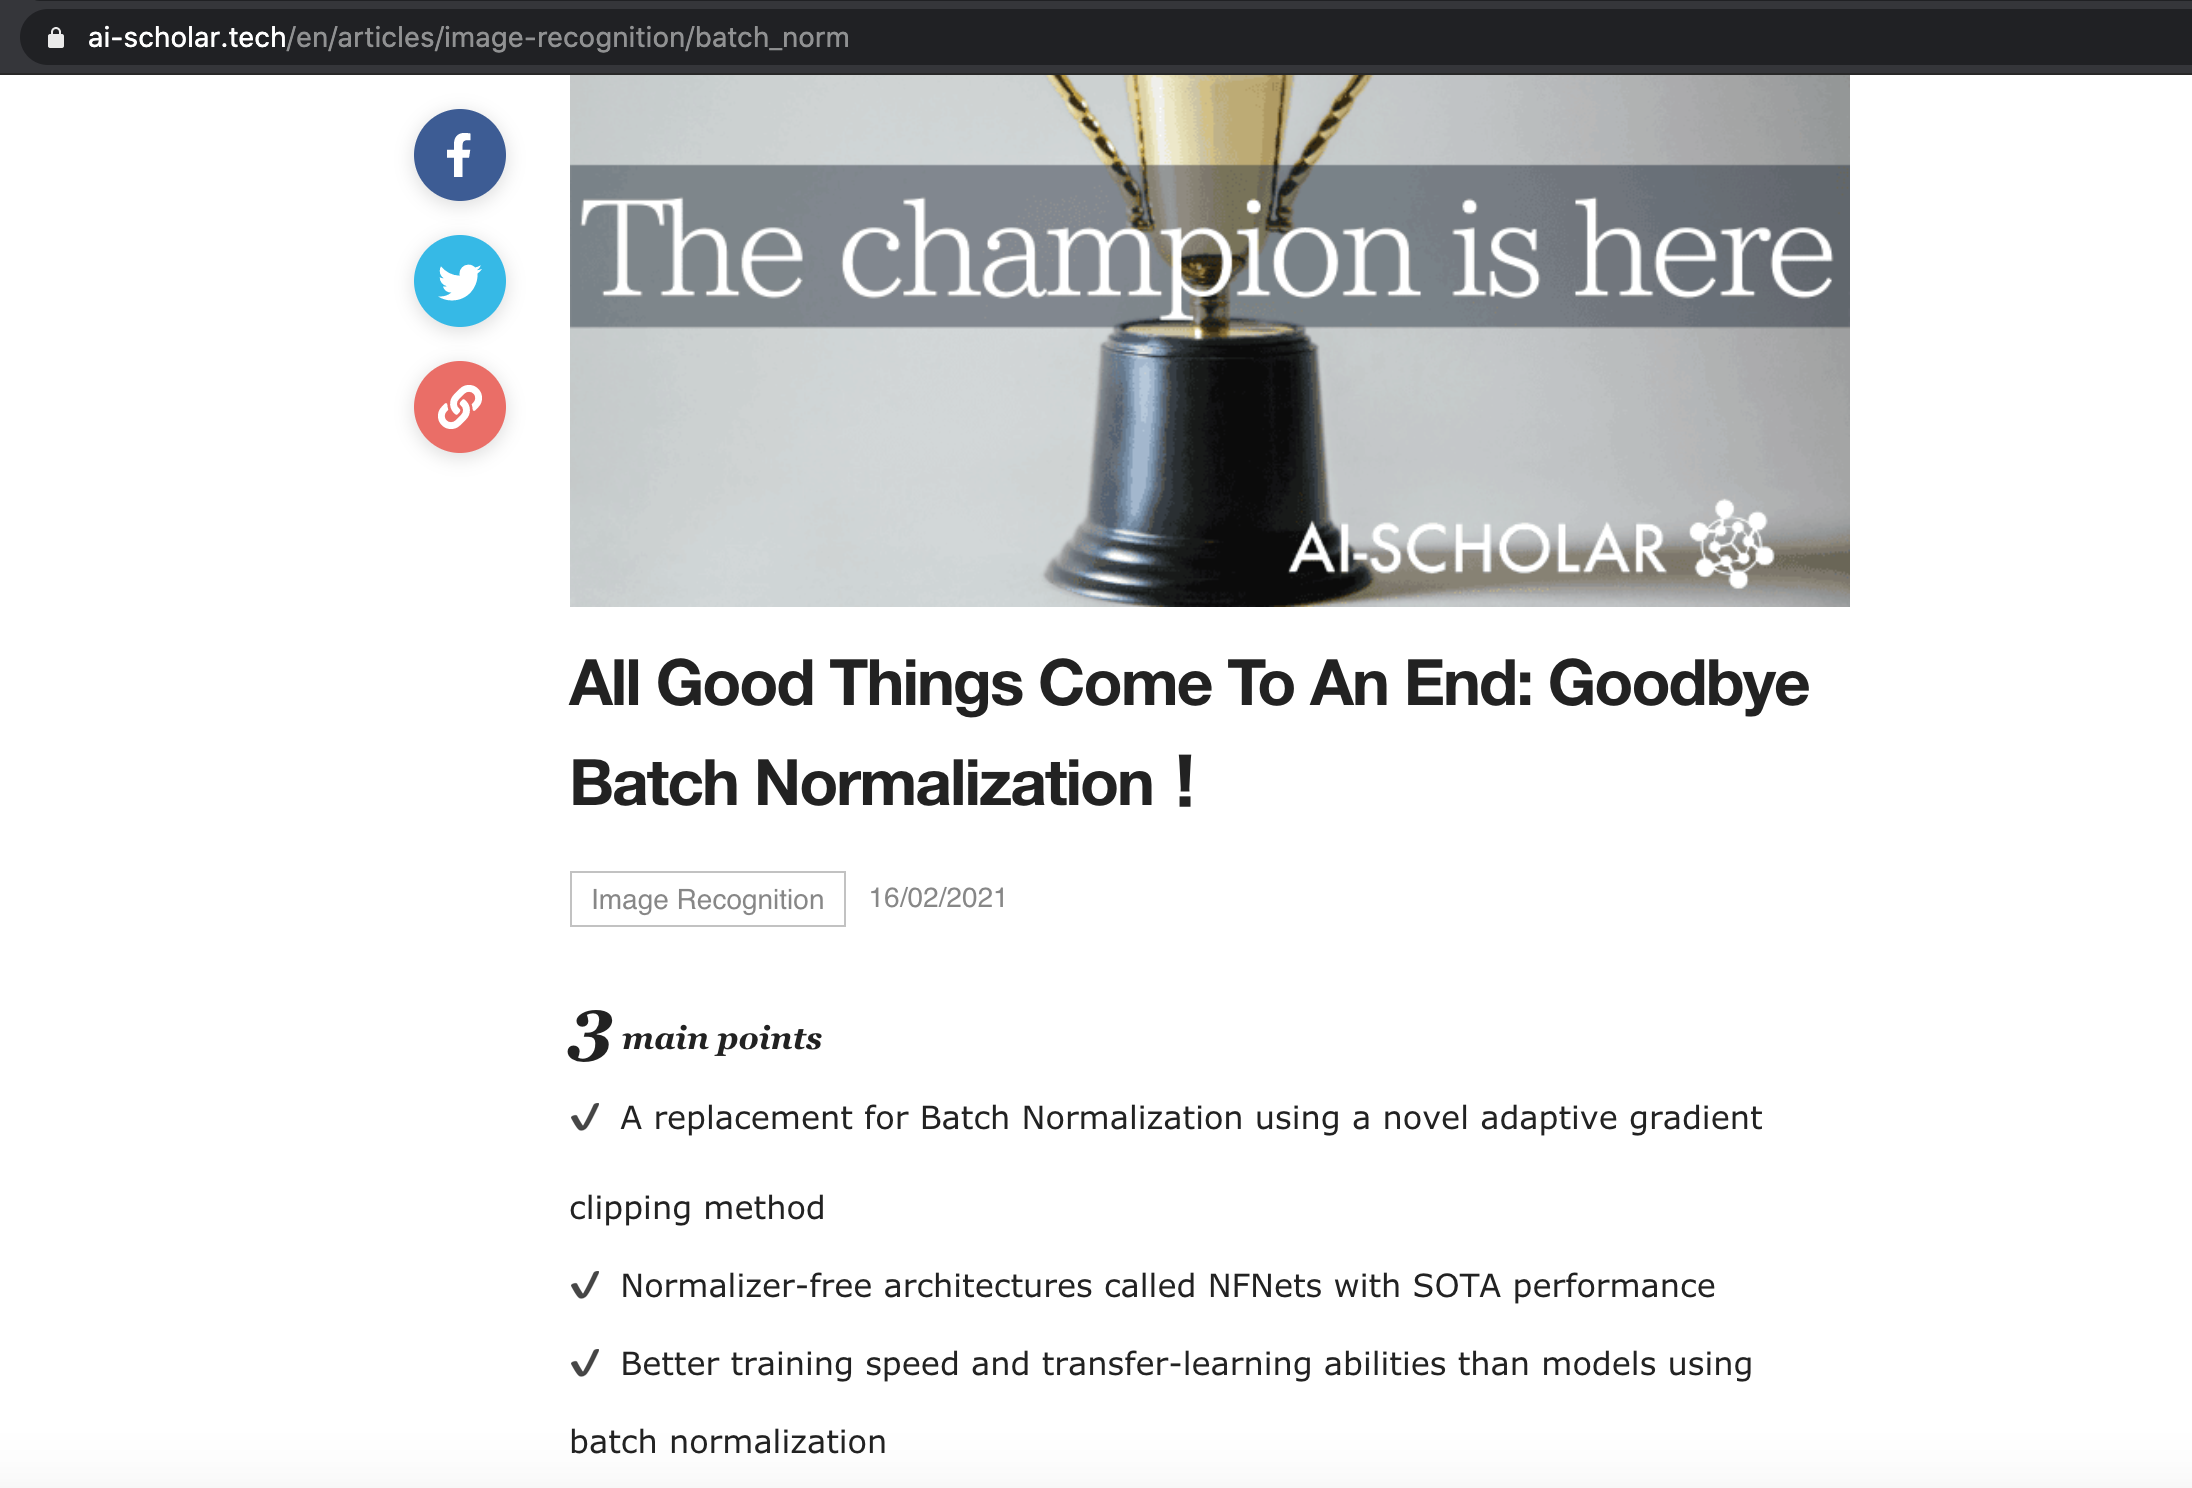 ai-scholar.tech/en/articles/image-recognition/batch_norm
The champion is here
AI-SCHOLAR
All Good Things Come To An End: Goodbye
Batch Normalization！
Image Recognition 16/02/2021
3 main points
✔ A replacement for Batch Normalization using a novel adaptive gradient
clipping method
✔ Normalizer-free architectures called NFNets with SOTA performance
✔ Better training speed and transfer-learning abilities than models using
batch normalization